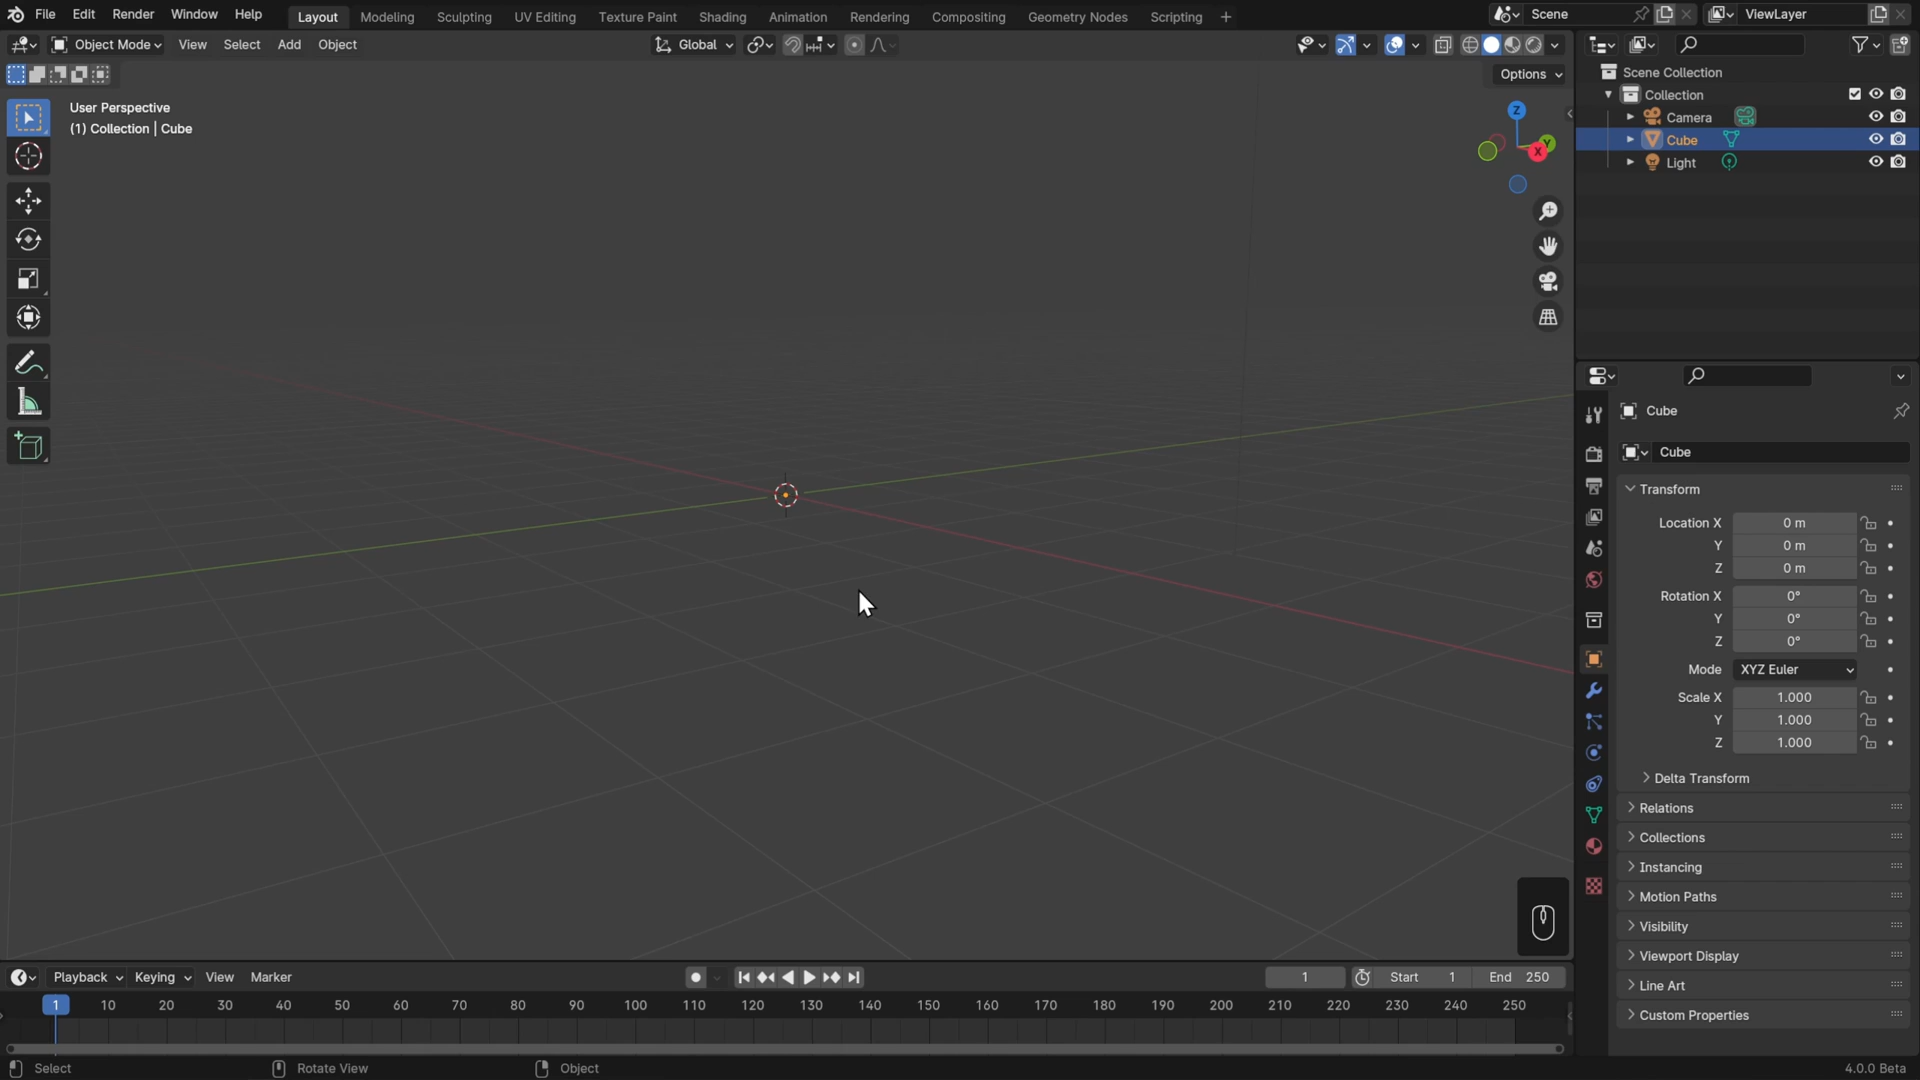 File Edit Render Window Help Layout Modeling Sculpting UV Editing Texture Paint Shading Animation Rendering Compositing Geometry Nodes Scripting + Scene ViewLayer
Object Mode View Select Add Object Global
Options
User Perspective
(1) Collection | Cube
Z
Y
X
Scene Collection
Collection
Camera
Cube
Light
Cube
Cube
Transform
Location X 0 m
Y 0 m
Z 0 m
Rotation X 0°
Y 0°
Z 0°
Mode XYZ Euler
Scale X 1.000
Y 1.000
Z 1.000
Delta Transform
Relations
Collections
Instancing
Motion Paths
Visibility
Viewport Display
Line Art
Custom Properties
Playback Keying View Marker 1 Start 1 End 250
1 10 20 30 40 50 60 70 80 90 100 110 120 130 140 150 160 170 180 190 200 210 220 230 240 250
Select Rotate View Object 4.0.0 Beta